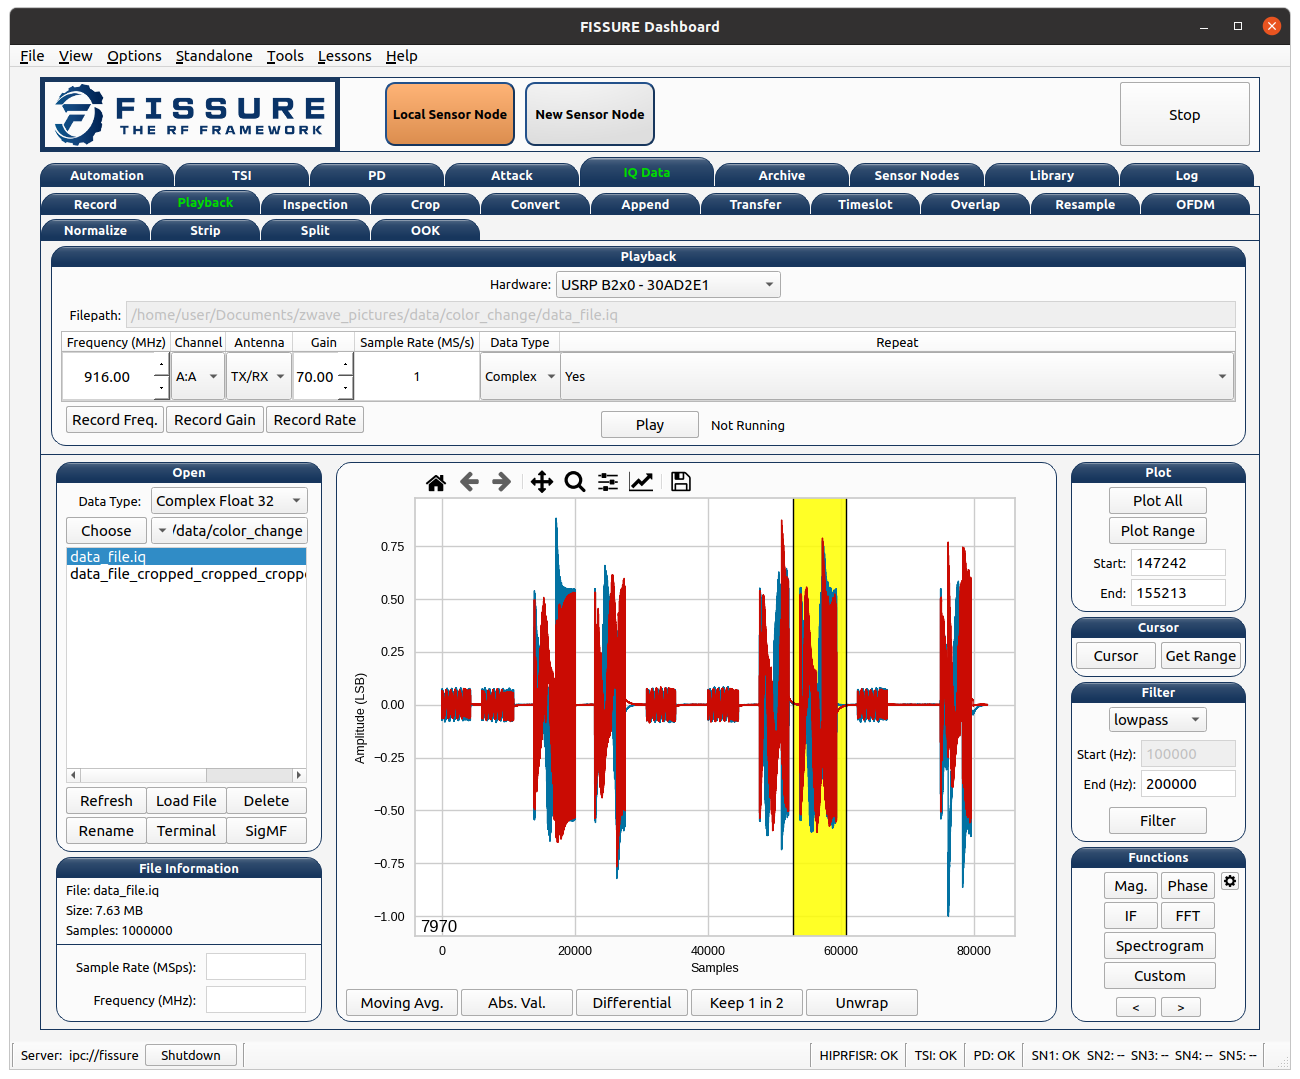 FISSURE Dashboard
File View Options Standalone Tools Lessons Help
FISSURE
THE RF FRAMEWORK
Local Sensor Node
New Sensor Node
Stop
Automation TSI PD Attack IQ Data Archive Sensor Nodes Library Log
Record Playback Inspection Crop Convert Append Transfer Timeslot Overlap Resample OFDM
Normalize Strip Split OOK
Playback
Hardware: USRP B2x0 - 30AD2E1
Filepath: /home/user/Documents/zwave_pictures/data/color_change/data_file.iq
Frequency (MHz) Channel Antenna Gain Sample Rate (MS/s) Data Type Repeat
916.00 A:A TX/RX 70.00 1 Complex Yes
Record Freq. Record Gain Record Rate
Play Not Running
Open
Data Type: Complex Float 32
Choose /data/color_change
data_file.iq
data_file_cropped_cropped_croppe
Refresh Load File Delete
Rename Terminal SigMF
File Information
File: data_file.iq
Size: 7.63 MB
Samples: 1000000
Sample Rate (MSps):
Frequency (MHz):
Amplitude (LSB)
0.75
0.50
0.25
0.00
−0.25
−0.50
−0.75
−1.00
7970
0 20000 40000 60000 80000
Samples
Moving Avg. Abs. Val. Differential Keep 1 in 2 Unwrap
Plot
Plot All
Plot Range
Start: 147242
End: 155213
Cursor
Cursor Get Range
Filter
lowpass
Start (Hz): 100000
End (Hz): 200000
Filter
Functions
Mag. Phase
IF FFT
Spectrogram
Custom
< >
Server: ipc://fissure Shutdown
HIPRFISR: OK TSI: OK PD: OK SN1: OK SN2: -- SN3: -- SN4: -- SN5: --